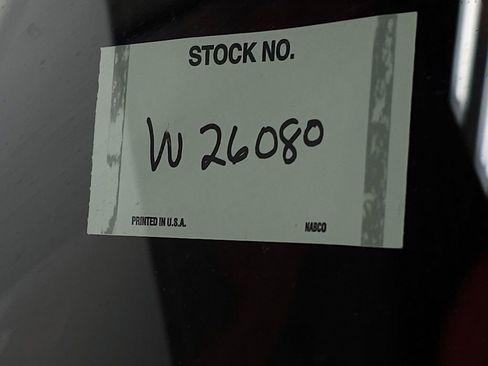 STOCK NO.
W 26080
PRINTED IN U.S.A.
NABCO